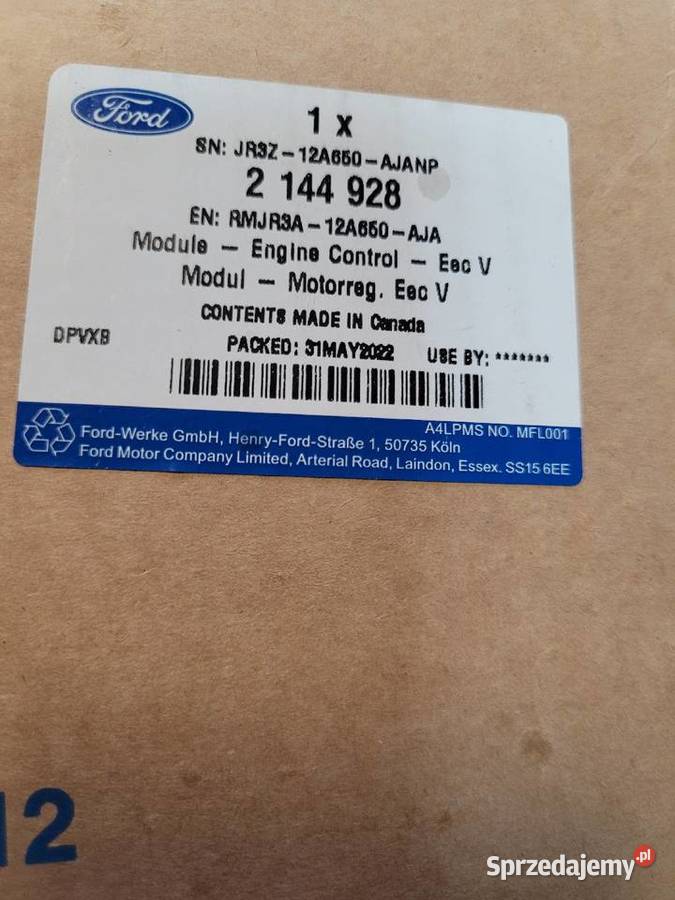 Ford
1 x
SN: JR3Z-12A650-AJANP
2 144 928
EN: RMJR3A-12A650-AJA
Module - Engine Control - Eec V
Modul - Motorreg. Eec V
CONTENTS MADE IN Canada
DPVXB
PACKED: 31MAY2022 USE BY: *******
A4LPMS NO. MFL001
Ford-Werke GmbH, Henry-Ford-Straße 1, 50735 Köln
Ford Motor Company Limited, Arterial Road, Laindon, Essex. SS15 6EE
12
Sprzedajemy.pl